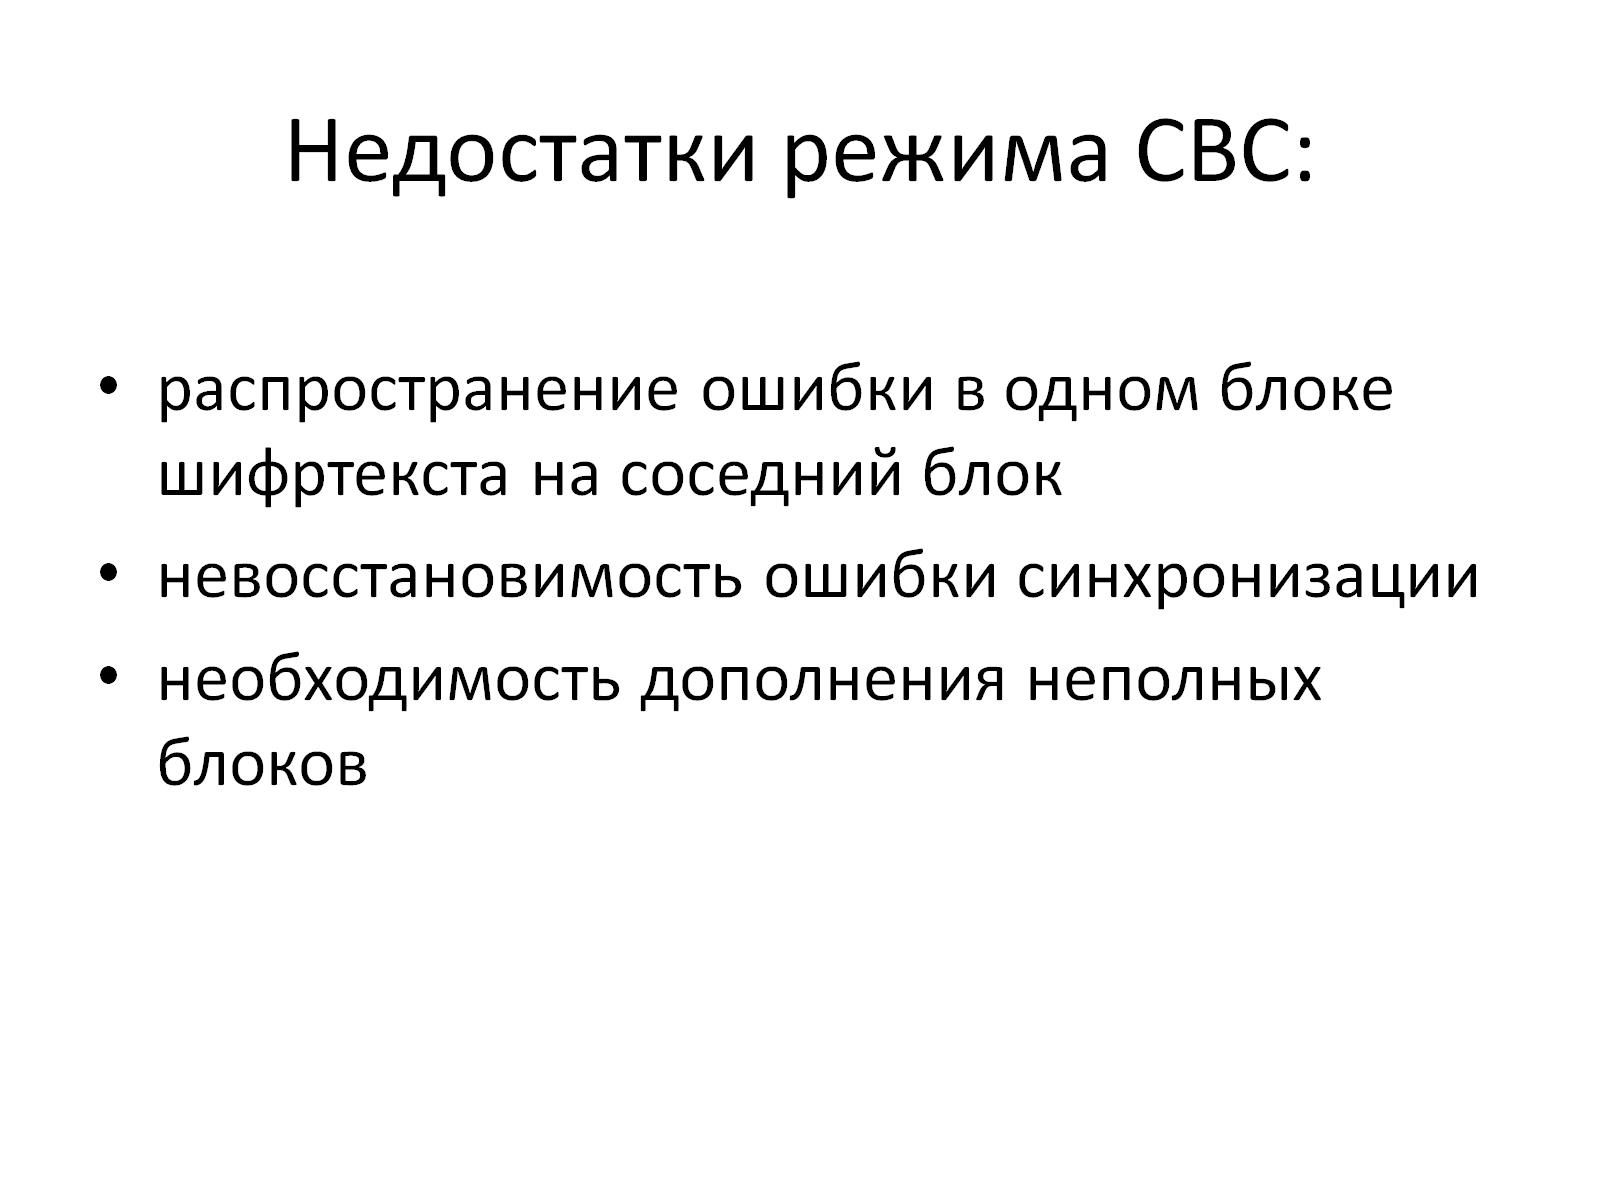 Недостатки режима CBC:
• распространение ошибки в одном блоке
шифртекста на соседний блок
• невосстановимость ошибки синхронизации
• необходимость дополнения неполных
блоков